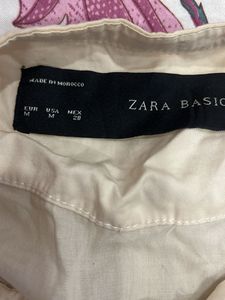 MADE IN MOROCCO
EUR USA MEX
M M 28
ZARA BASIC